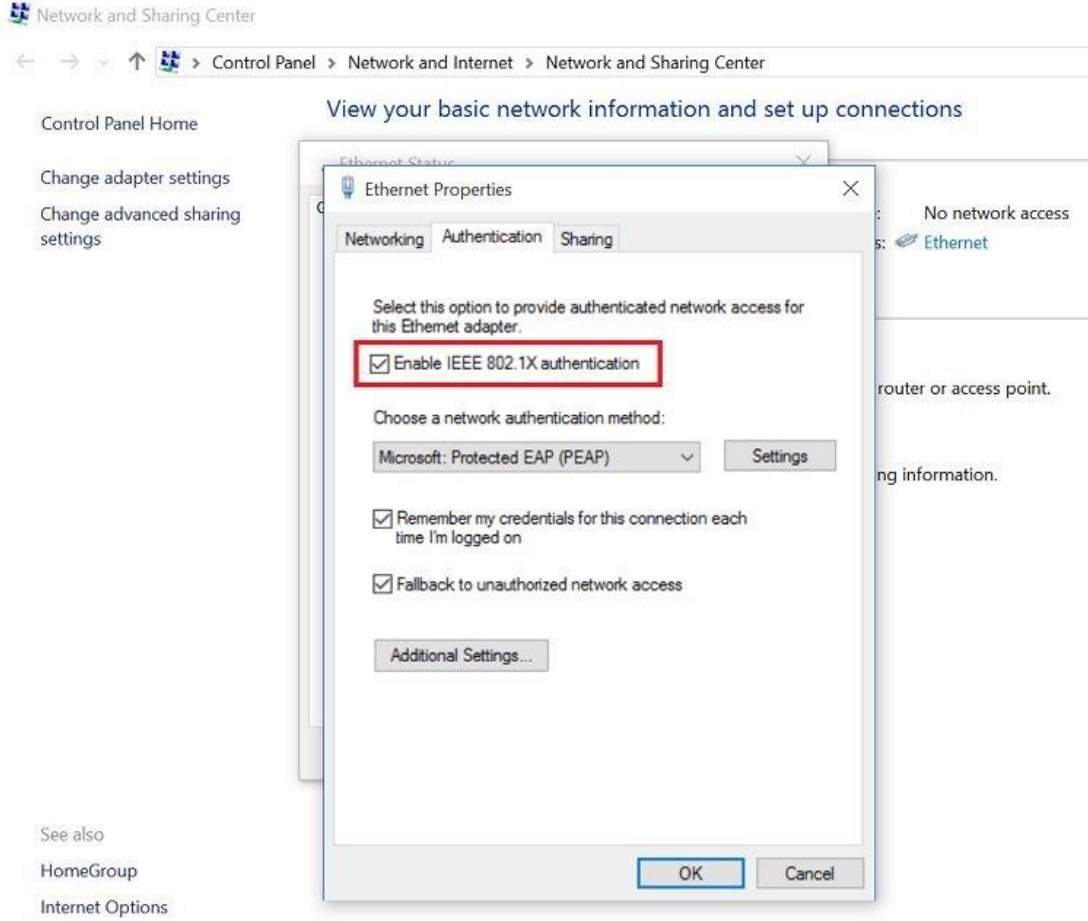 Network and Sharing Center
Control Panel > Network and Internet > Network and Sharing Center
Control Panel Home
Change adapter settings
Change advanced sharing
settings
See also
HomeGroup
Internet Options
View your basic network information and set up connections
Ethernet Status
Ethernet Properties
Networking Authentication Sharing
Select this option to provide authenticated network access for
this Ethernet adapter.
Enable IEEE 802.1X authentication
Choose a network authentication method:
Microsoft: Protected EAP (PEAP)
Settings
Remember my credentials for this connection each
time I'm logged on
Fallback to unauthorized network access
Additional Settings...
OK Cancel
: No network access
s: Ethernet
router or access point.
ng information.